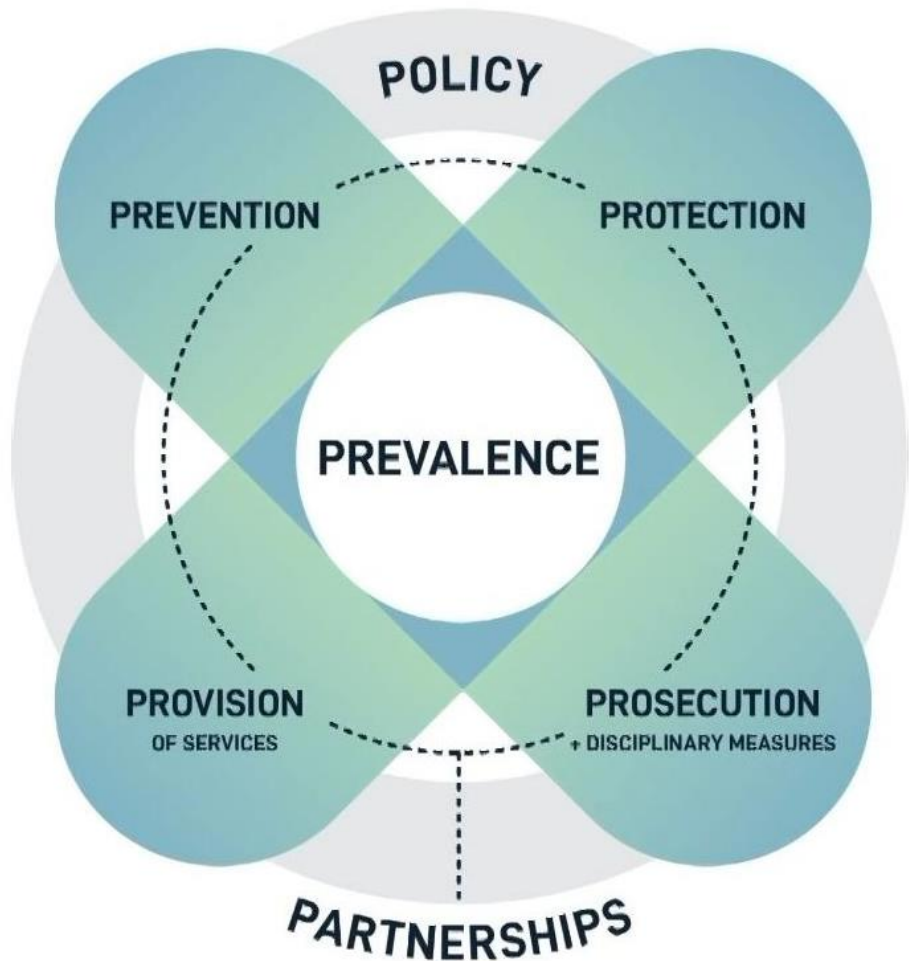 POLICY
PREVENTION
PROTECTION
PREVALENCE
PROVISION
OF SERVICES
PROSECUTION
+ DISCIPLINARY MEASURES
PARTNERSHIPS